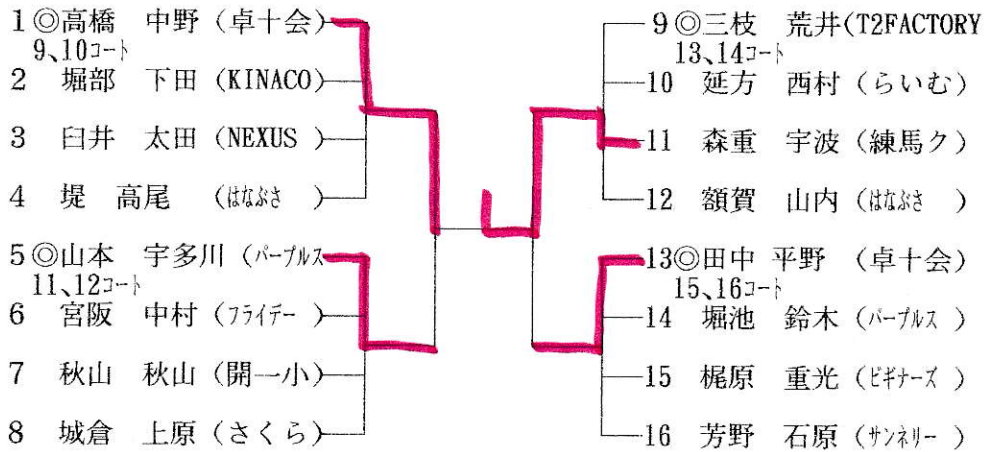 1◎高橋 中野(卓十会)
9、10コート
2 堀部 下田(KINACO)
3 臼井 太田(NEXUS )
4 堤 高尾 (はなぶさ )
5◎山本 宇多川(パープルス
11、12コート
6 宮阪 中村(フライデー )
7 秋山 秋山(開一小)
8 城倉 上原(さくら)
9◎三枝 荒井(T2FACTORY
13、14コート
10 延方 西村(らいむ)
11 森重 宇波(練馬ク)
12 額賀 山内(はなぶさ )
13◎田中 平野 (卓十会)
15、16コート
14 堀池 鈴木(パープルス )
15 梶原 重光(ビギナーズ )
16 芳野 石原(サンネリー )